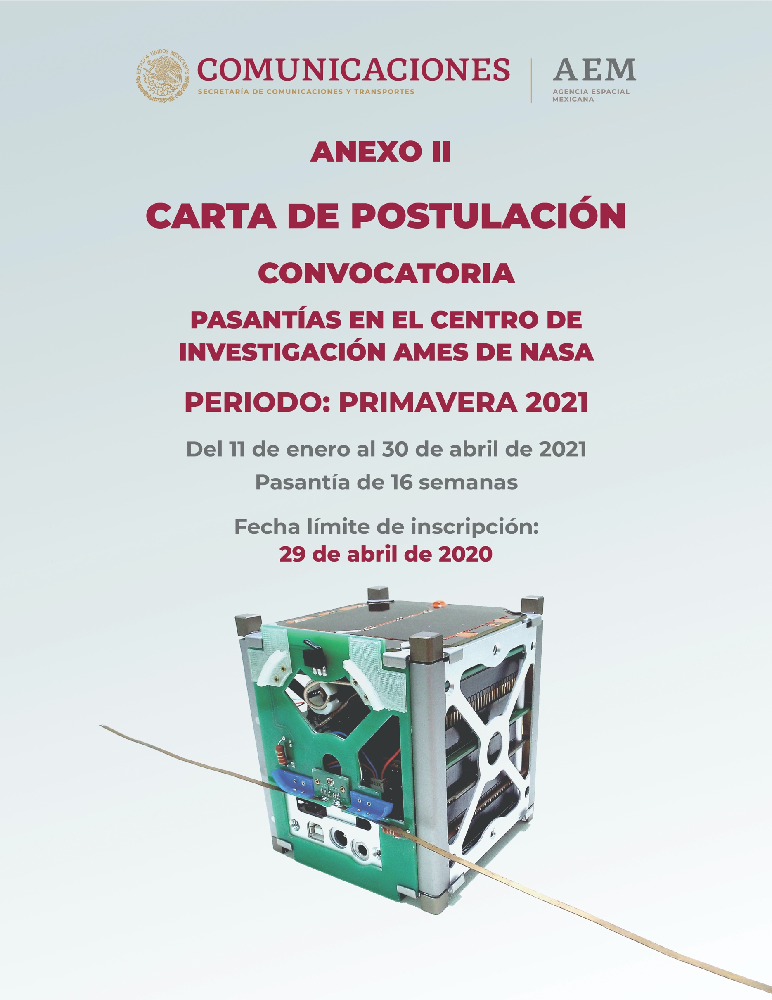 ESTADOS UNIDOS MEXICANOS
COMUNICACIONES
SECRETARÍA DE COMUNICACIONES Y TRANSPORTES
AEM
AGENCIA ESPACIAL
MEXICANA
ANEXO II
CARTA DE POSTULACIÓN
CONVOCATORIA
PASANTÍAS EN EL CENTRO DE
INVESTIGACIÓN AMES DE NASA
PERIODO: PRIMAVERA 2021
Del 11 de enero al 30 de abril de 2021
Pasantía de 16 semanas
Fecha límite de inscripción:
29 de abril de 2020